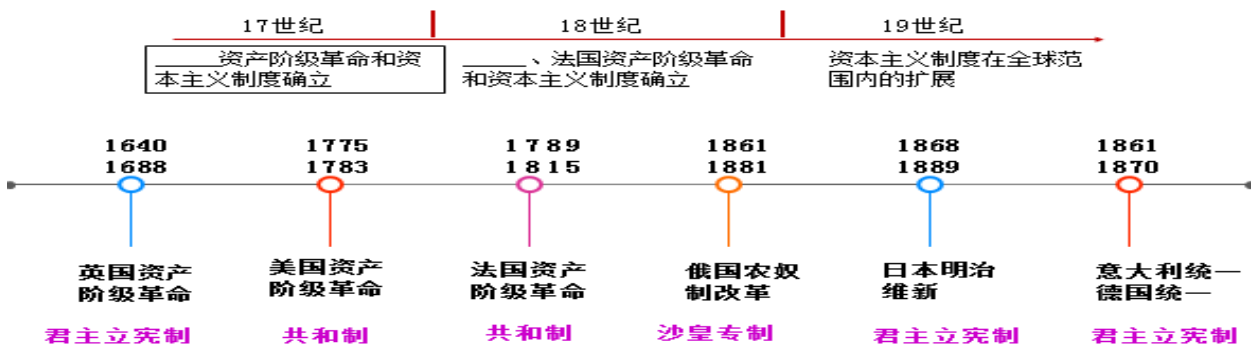 17世纪 18世纪 19世纪
_____资产阶级革命和资 _____、法国资产阶级革命 资本主义制度在全球范
本主义制度确立 和资本主义制度确立 围内的扩展
1640 1775 1789 1861 1868 1861
1688 1783 1815 1881 1889 1870
英国资产 美国资产 法国资产 俄国农奴 日本明治 意大利统一
阶级革命 阶级革命 阶级革命 制改革 维新 德国统一
君主立宪制 共和制 共和制 沙皇专制 君主立宪制 君主立宪制